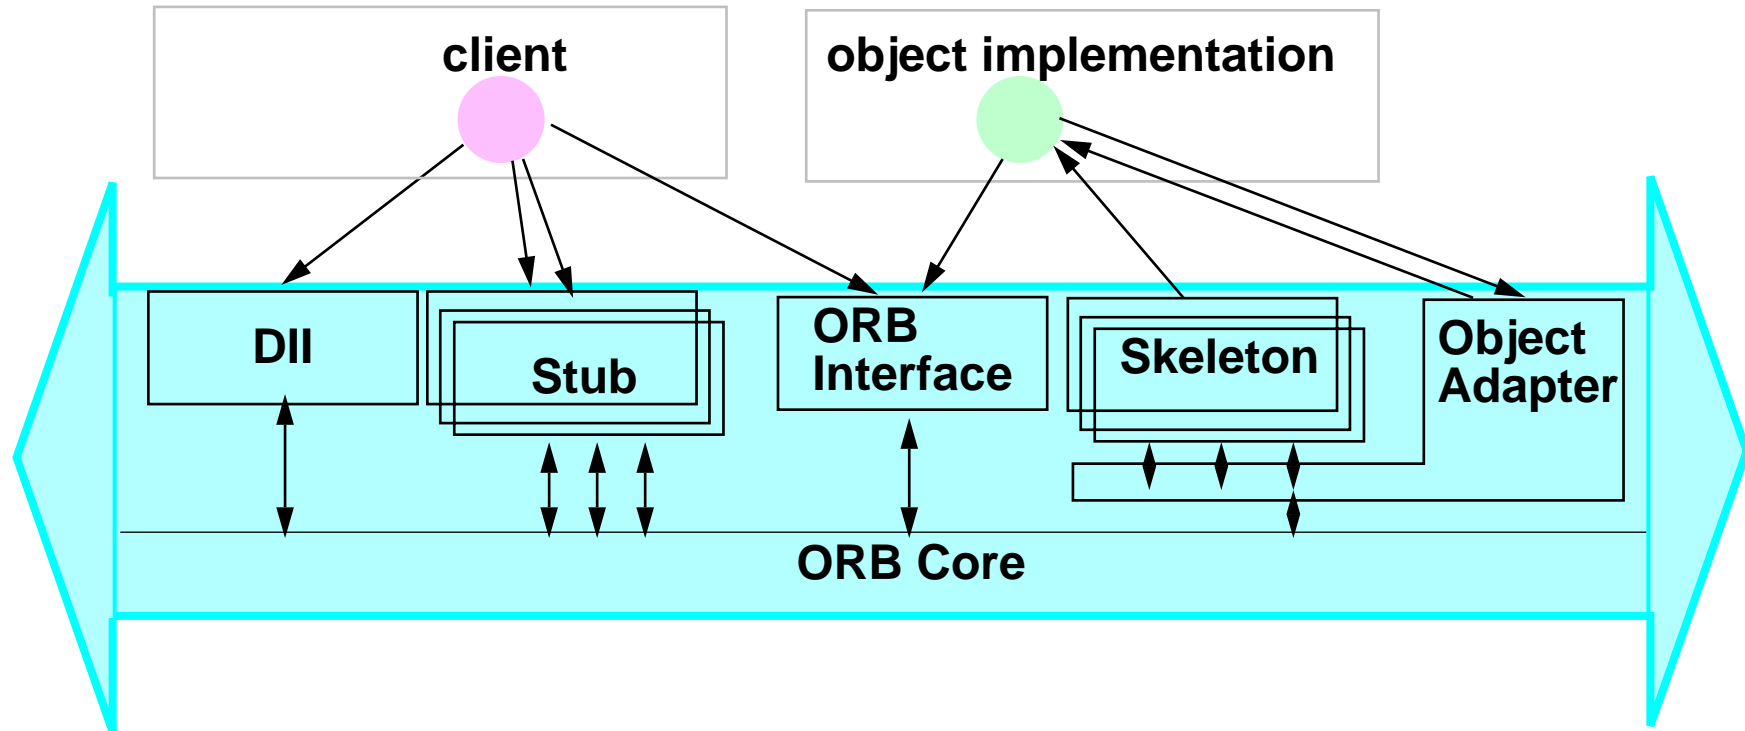 client
object implementation
DII
Stub
ORB
Interface
Skeleton
Object
Adapter
ORB Core